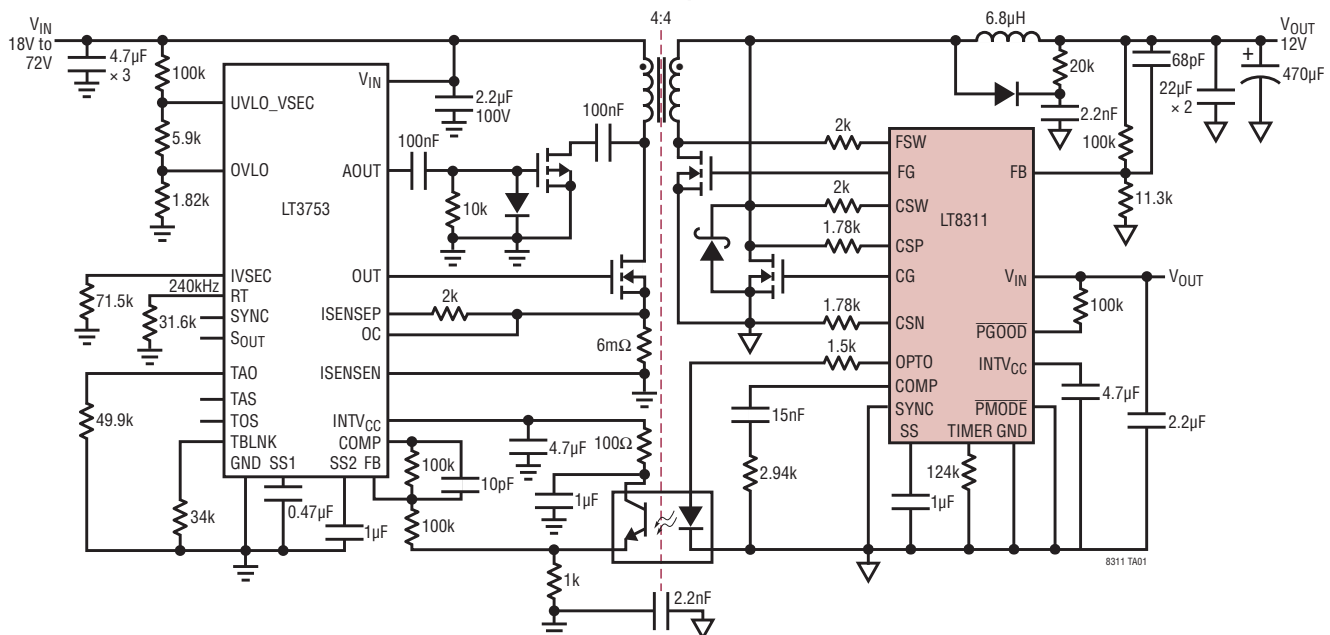 4:4
VIN
18V to
72V
4.7µF
× 3
100k
5.9k
1.82k
UVLO_VSEC
OVLO
LT3753
VIN
2.2µF
100V
AOUT
100nF
10k
100nF
OUT
ISENSEP
OC
2k
6mΩ
ISENSEN
IVSEC
71.5k
240kHz
RT
31.6k
SYNC
SOUT
TAO
49.9k
TAS
TOS
TBLNK
34k
GND SS1 SS2 FB
0.47µF
1µF
INTVCC
COMP
4.7µF
100Ω
100k
10pF
100k
1µF
1k
2.2nF
6.8µH
VOUT
12V
20k
2.2nF
68pF
22µF
× 2
+
470µF
100k
11.3k
2k
FSW
FG
2k
CSW
1.78k
CSP
CG
1.78k
CSN
1.5k
OPTO
COMP
SYNC
SS TIMER GND
LT8311
FB
VIN
VOUT
100k
PGOOD
INTVCC
PMODE
4.7µF
2.2µF
15nF
2.94k
1µF
124k
8311 TA01